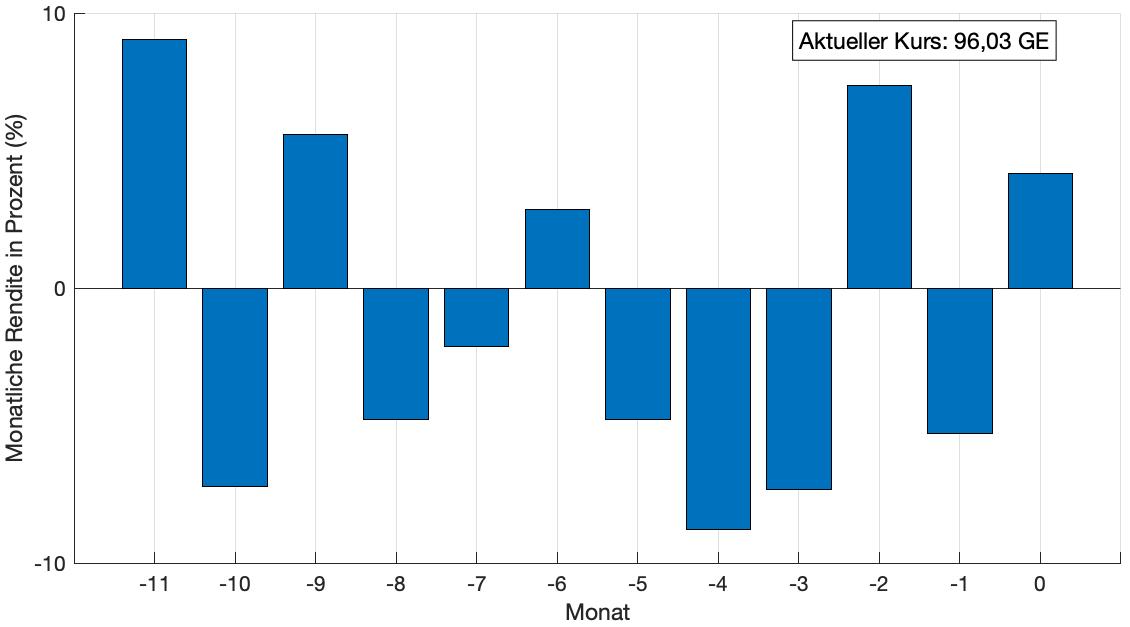 Aktueller Kurs: 96,03 GE
Monatliche Rendite in Prozent (%)
10
0
-10
-11 -10 -9 -8 -7 -6 -5 -4 -3 -2 -1 0
Monat